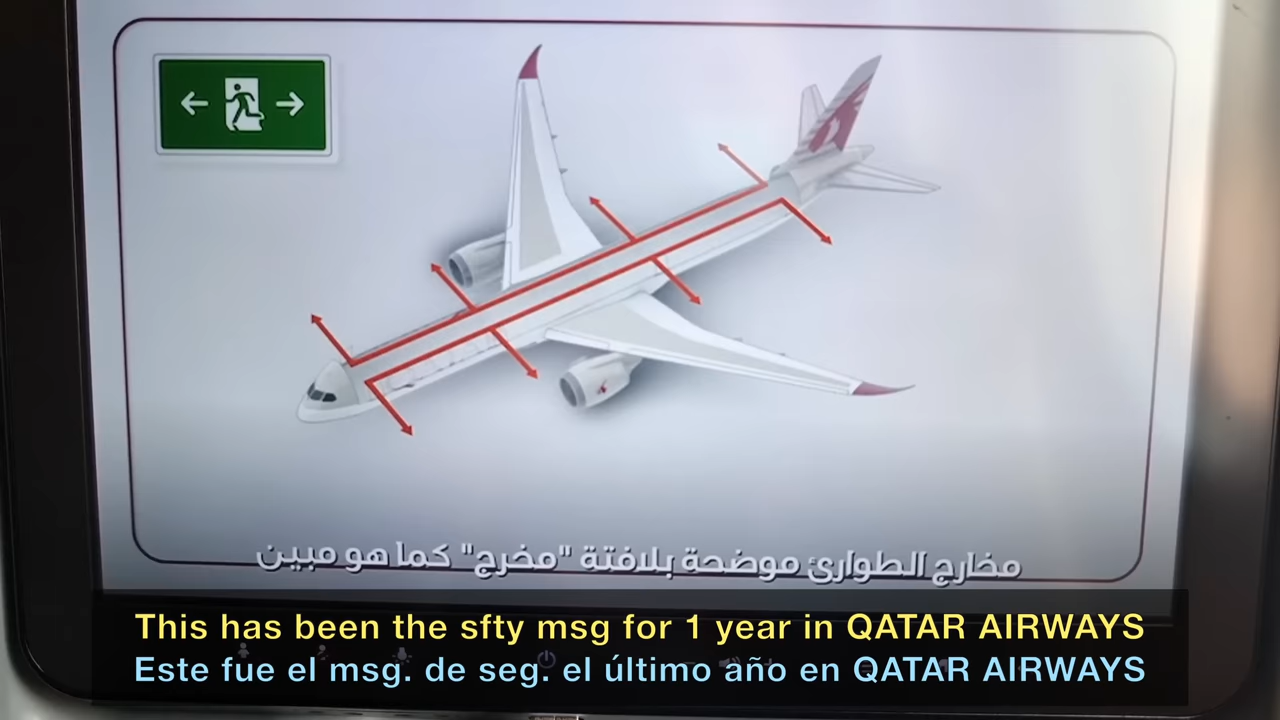 مخارج الطوارئ موضحة بلافتة "مخرج" كما هو مبين
This has been the sfty msg for 1 year in QATAR AIRWAYS
Este fue el msg. de seg. el último año en QATAR AIRWAYS